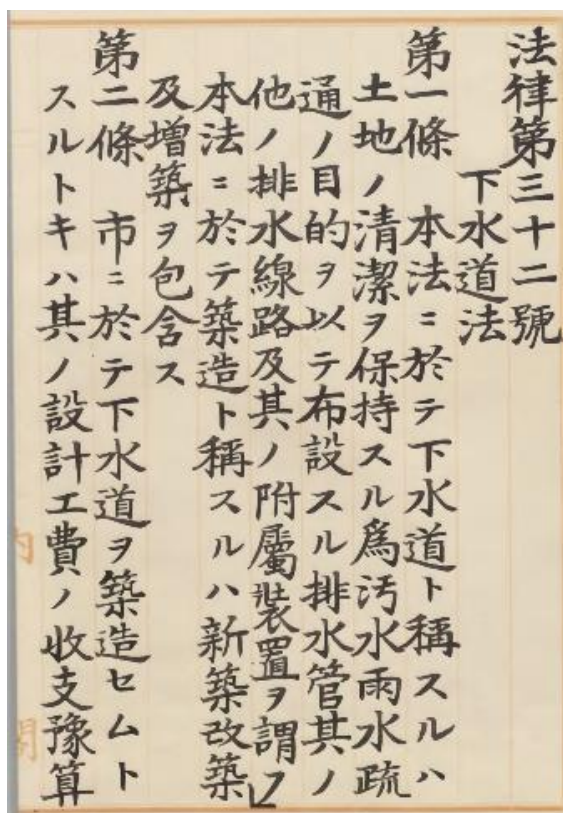 法律第三十二號
下水道法
第一條　本法ニ於テ下水道ト稱スルハ
土地ノ清潔ヲ保持スル爲汚水雨水疏
通ノ目的ヲ以テ布設スル排水管其ノ
他ノ排水線路及其ノ附屬裝置ヲ謂フ
本法ニ於テ築造ト稱スルハ新築改築
及增築ヲ包含ス
第二條　市ニ於テ下水道ヲ築造セムト
スルトキハ其ノ設計工費ノ收支豫算
內閣